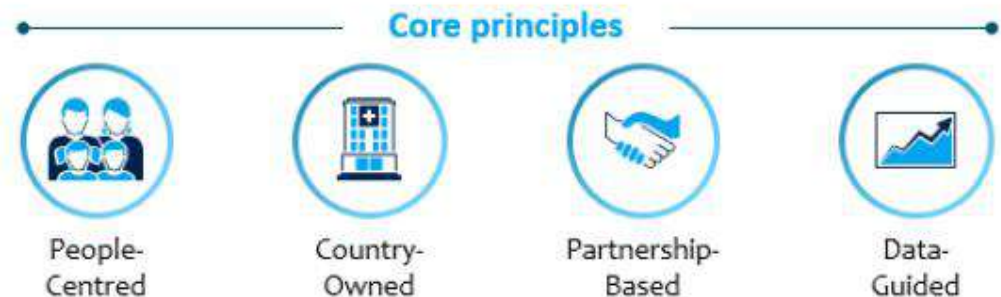 Core principles
People-
Centred
Country-
Owned
Partnership-
Based
Data-
Guided